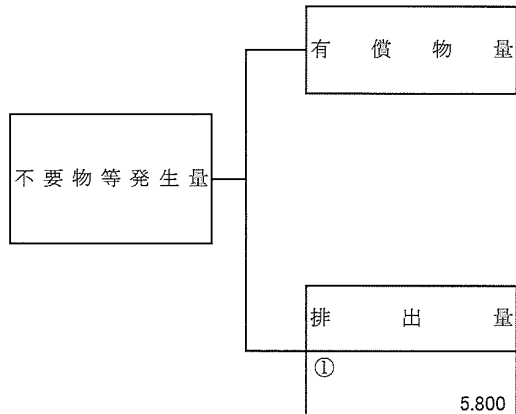 有償物量
不要物等発生量
排出量
①
5.800